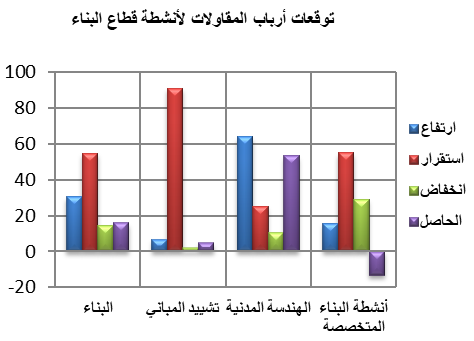 توقعات أرباب المقاولات لأنشطة قطاع البناء
100
80
60
40
20
0
-20
ارتفاع
استقرار
انخفاض
الحاصل
البناء
تشييد المباني
الهندسة المدنية
أنشطة البناء
المتخصصة